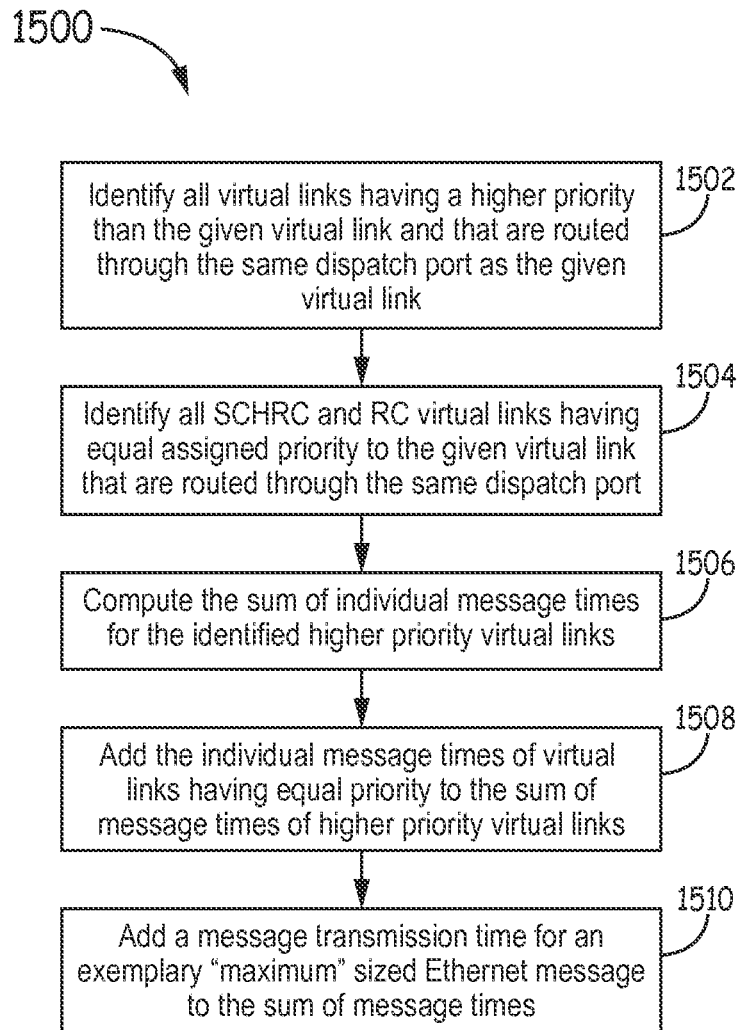 1500
1502
Identify all virtual links having a higher priority
than the given virtual link and that are routed
through the same dispatch port as the given
virtual link
1504
Identify all SCHRC and RC virtual links having
equal assigned priority to the given virtual link
that are routed through the same dispatch port
1506
Compute the sum of individual message times
for the identified higher priority virtual links
1508
Add the individual message times of virtual
links having equal priority to the sum of
message times of higher priority virtual links
1510
Add a message transmission time for an
exemplary “maximum” sized Ethernet message
to the sum of message times